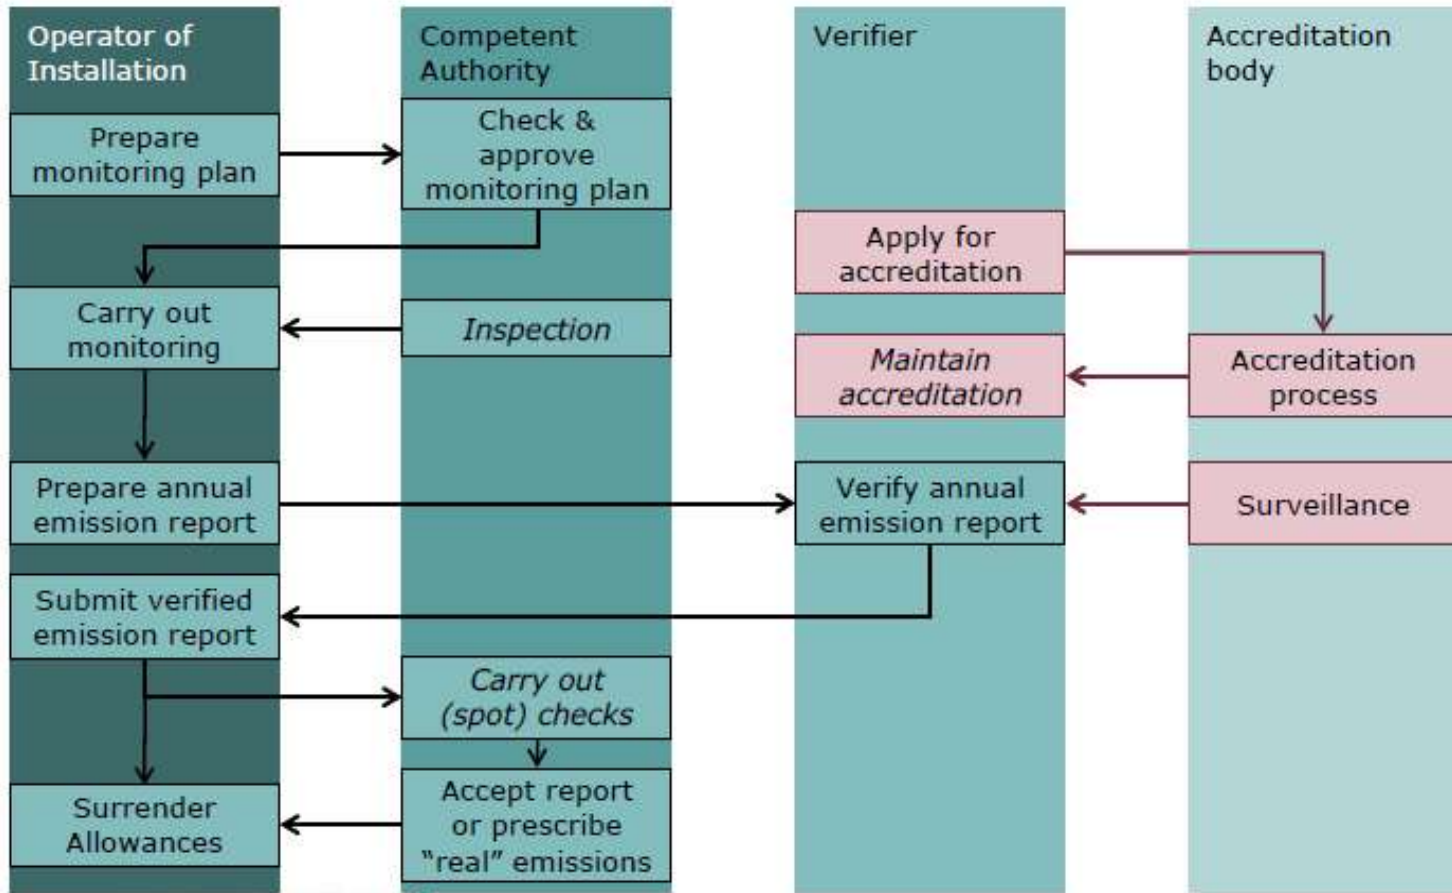 Operator of
Installation
Competent
Authority
Verifier
Accreditation
body
Prepare
monitoring plan
Check &
approve
monitoring plan
Apply for
accreditation
Carry out
monitoring
Inspection
Maintain
accreditation
Accreditation
process
Prepare annual
emission report
Verify annual
emission report
Surveillance
Submit verified
emission report
Carry out
(spot) checks
Surrender
Allowances
Accept report
or prescribe
“real” emissions